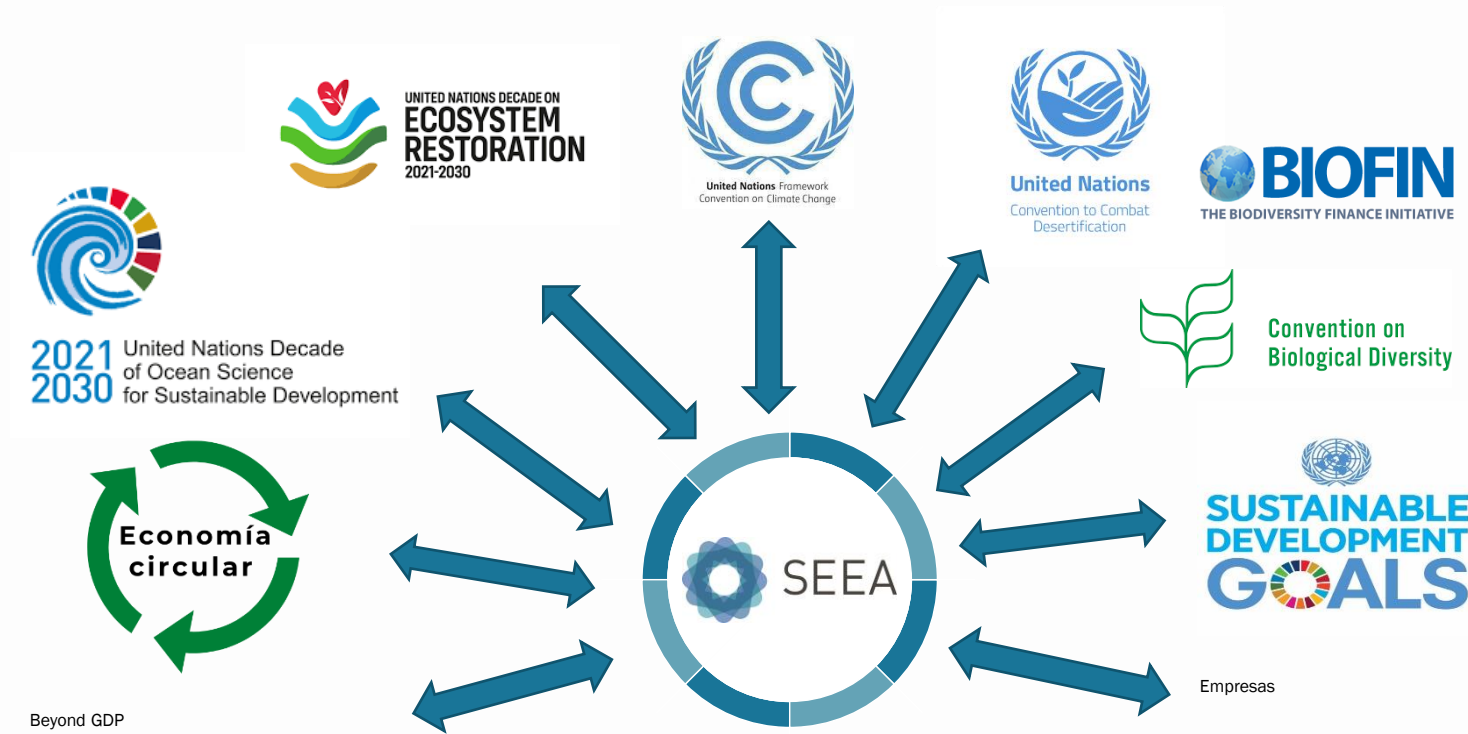 UNITED NATIONS DECADE ON
ECOSYSTEM
RESTORATION
2021-2030
United Nations Framework
Convention on Climate Change
United Nations
Convention to Combat
Desertification
BIOFIN
THE BIODIVERSITY FINANCE INITIATIVE
2021
2030
United Nations Decade
of Ocean Science
for Sustainable Development
Convention on
Biological Diversity
Economía
circular
SEEA
SUSTAINABLE
DEVELOPMENT
GOALS
Empresas
Beyond GDP